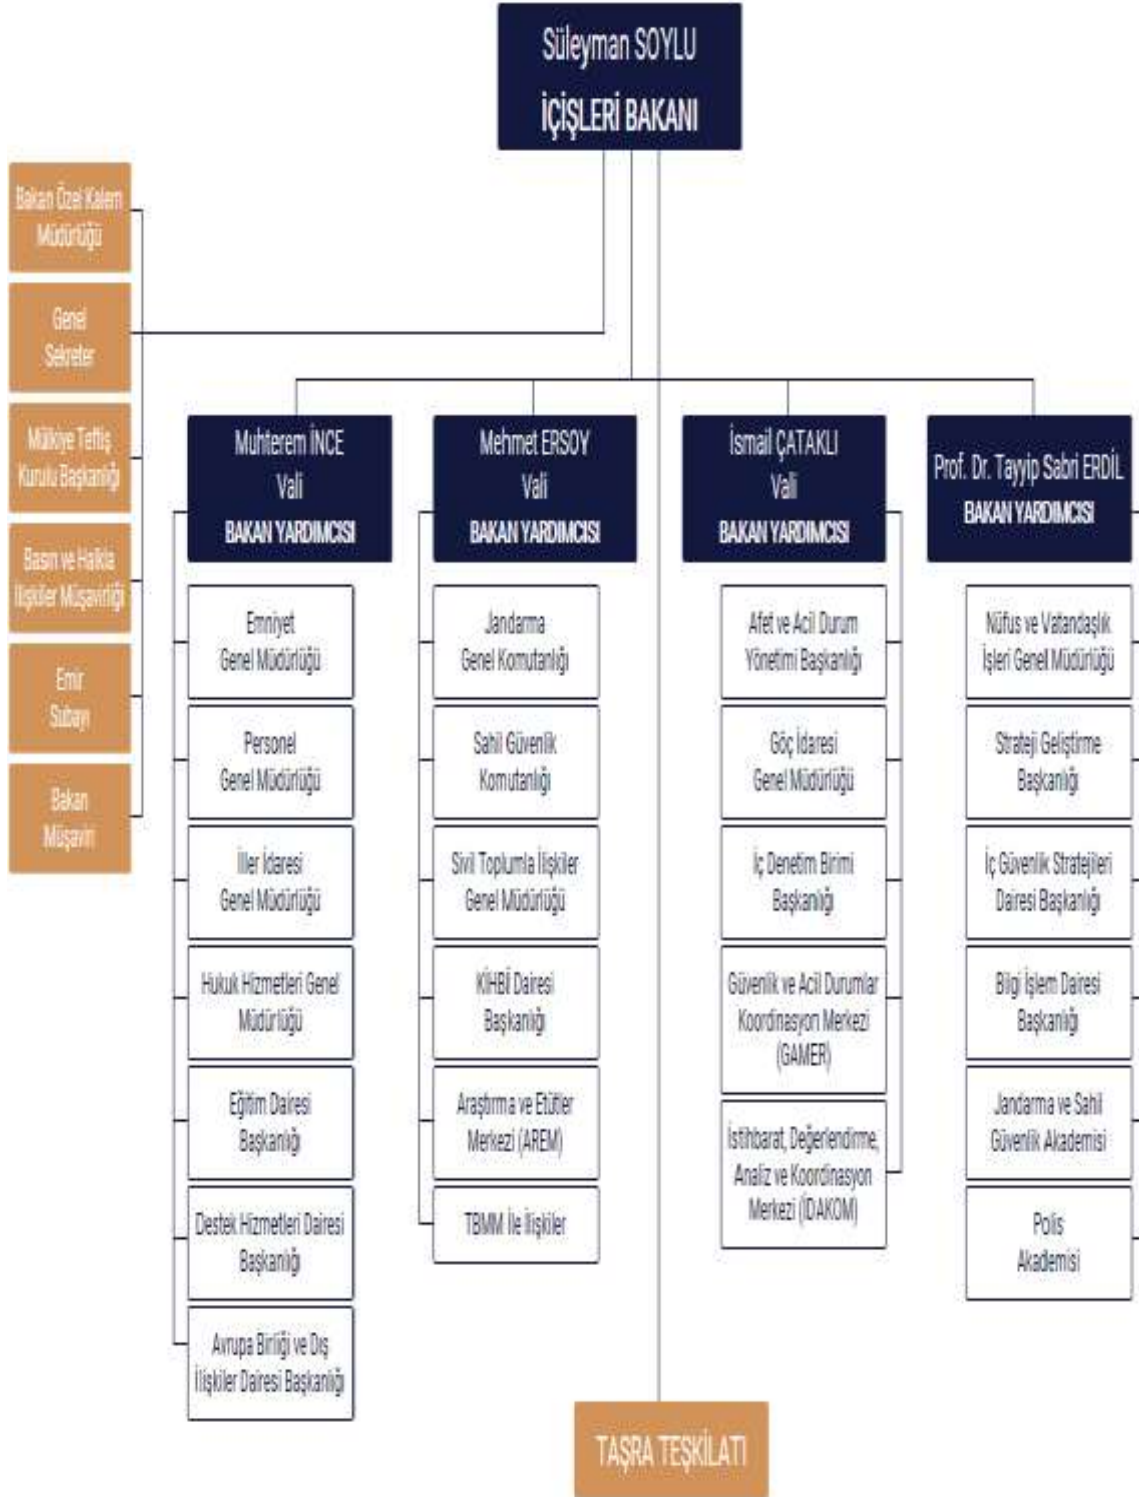 Süleyman SOYLU
İÇİŞLERİ BAKANI
Bakan Özel Kalem
Müdürlüğü
Genel
Sekreter
Mülkiye Teftiş
Kurulu Başkanlığı
Basın ve Halkla
İlişkiler Müşavirliği
Emir
Subayı
Bakan
Müşaviri
Muhterem İNCE
Vali
BAKAN YARDIMCISI
Emniyet
Genel Müdürlüğü
Personel
Genel Müdürlüğü
İller İdaresi
Genel Müdürlüğü
Hukuk Hizmetleri Genel
Müdürlüğü
Eğitim Dairesi
Başkanlığı
Destek Hizmetleri Dairesi
Başkanlığı
Avrupa Birliği ve Dış
İlişkiler Dairesi Başkanlığı
Mehmet ERSOY
Vali
BAKAN YARDIMCISI
Jandarma
Genel Komutanlığı
Sahil Güvenlik
Komutanlığı
Sivil Toplumla İlişkiler
Genel Müdürlüğü
KİHBİ Dairesi
Başkanlığı
Araştırma ve Etütler
Merkezi (AREM)
TBMM İle İlişkiler
İsmail ÇATAKLI
Vali
BAKAN YARDIMCISI
Afet ve Acil Durum
Yönetimi Başkanlığı
Göç İdaresi
Genel Müdürlüğü
İç Denetim Birimi
Başkanlığı
Güvenlik ve Acil Durumlar
Koordinasyon Merkezi
(GAMER)
İstihbarat, Değerlendirme,
Analiz ve Koordinasyon
Merkezi (İDAKOM)
Prof. Dr. Tayyip Sabri ERDİL
BAKAN YARDIMCISI
Nüfus ve Vatandaşlık
İşleri Genel Müdürlüğü
Strateji Geliştirme
Başkanlığı
İç Güvenlik Stratejileri
Dairesi Başkanlığı
Bilgi İşlem Dairesi
Başkanlığı
Jandarma ve Sahil
Güvenlik Akademisi
Polis
Akademisi
TAŞRA TEŞKİLATI